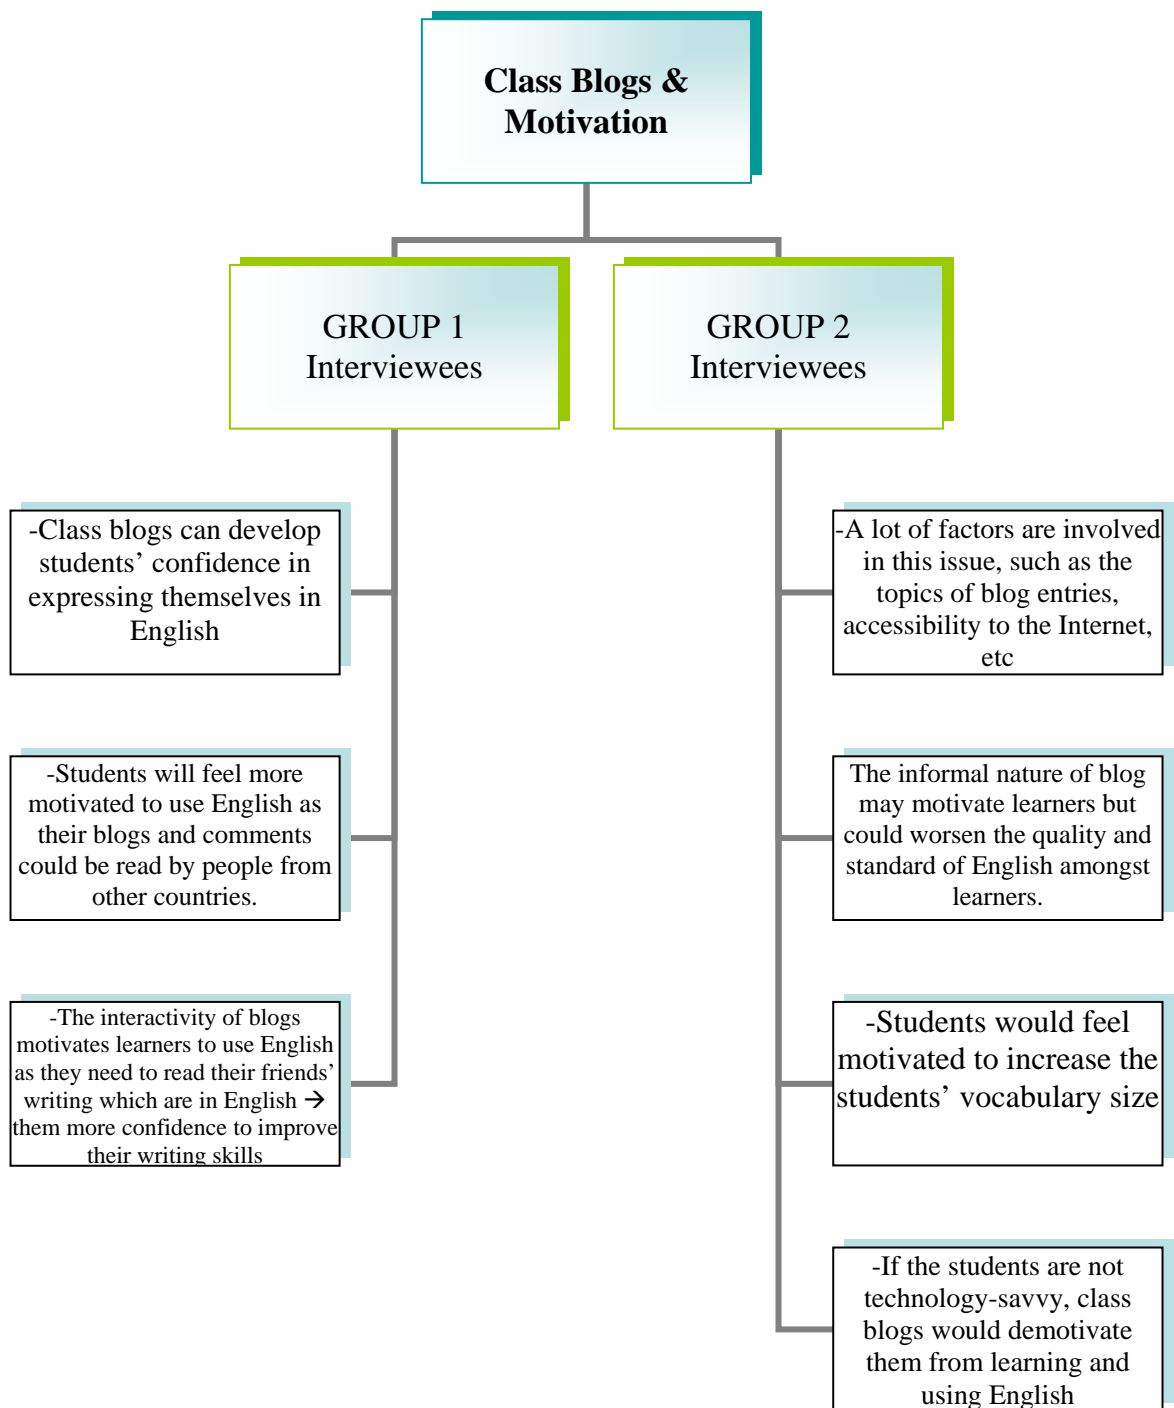 Class Blogs &
Motivation
GROUP 1
Interviewees
GROUP 2
Interviewees
-Class blogs can develop
students’ confidence in
expressing themselves in
English
-Students will feel more
motivated to use English as
their blogs and comments
could be read by people from
other countries.
-The interactivity of blogs
motivates learners to use English
as they need to read their friends’
writing which are in English →
them more confidence to improve
their writing skills
-A lot of factors are involved
in this issue, such as the
topics of blog entries,
accessibility to the Internet,
etc
The informal nature of blog
may motivate learners but
could worsen the quality and
standard of English amongst
learners.
-Students would feel
motivated to increase the
students’ vocabulary size
-If the students are not
technology-savvy, class
blogs would demotivate
them from learning and
using English